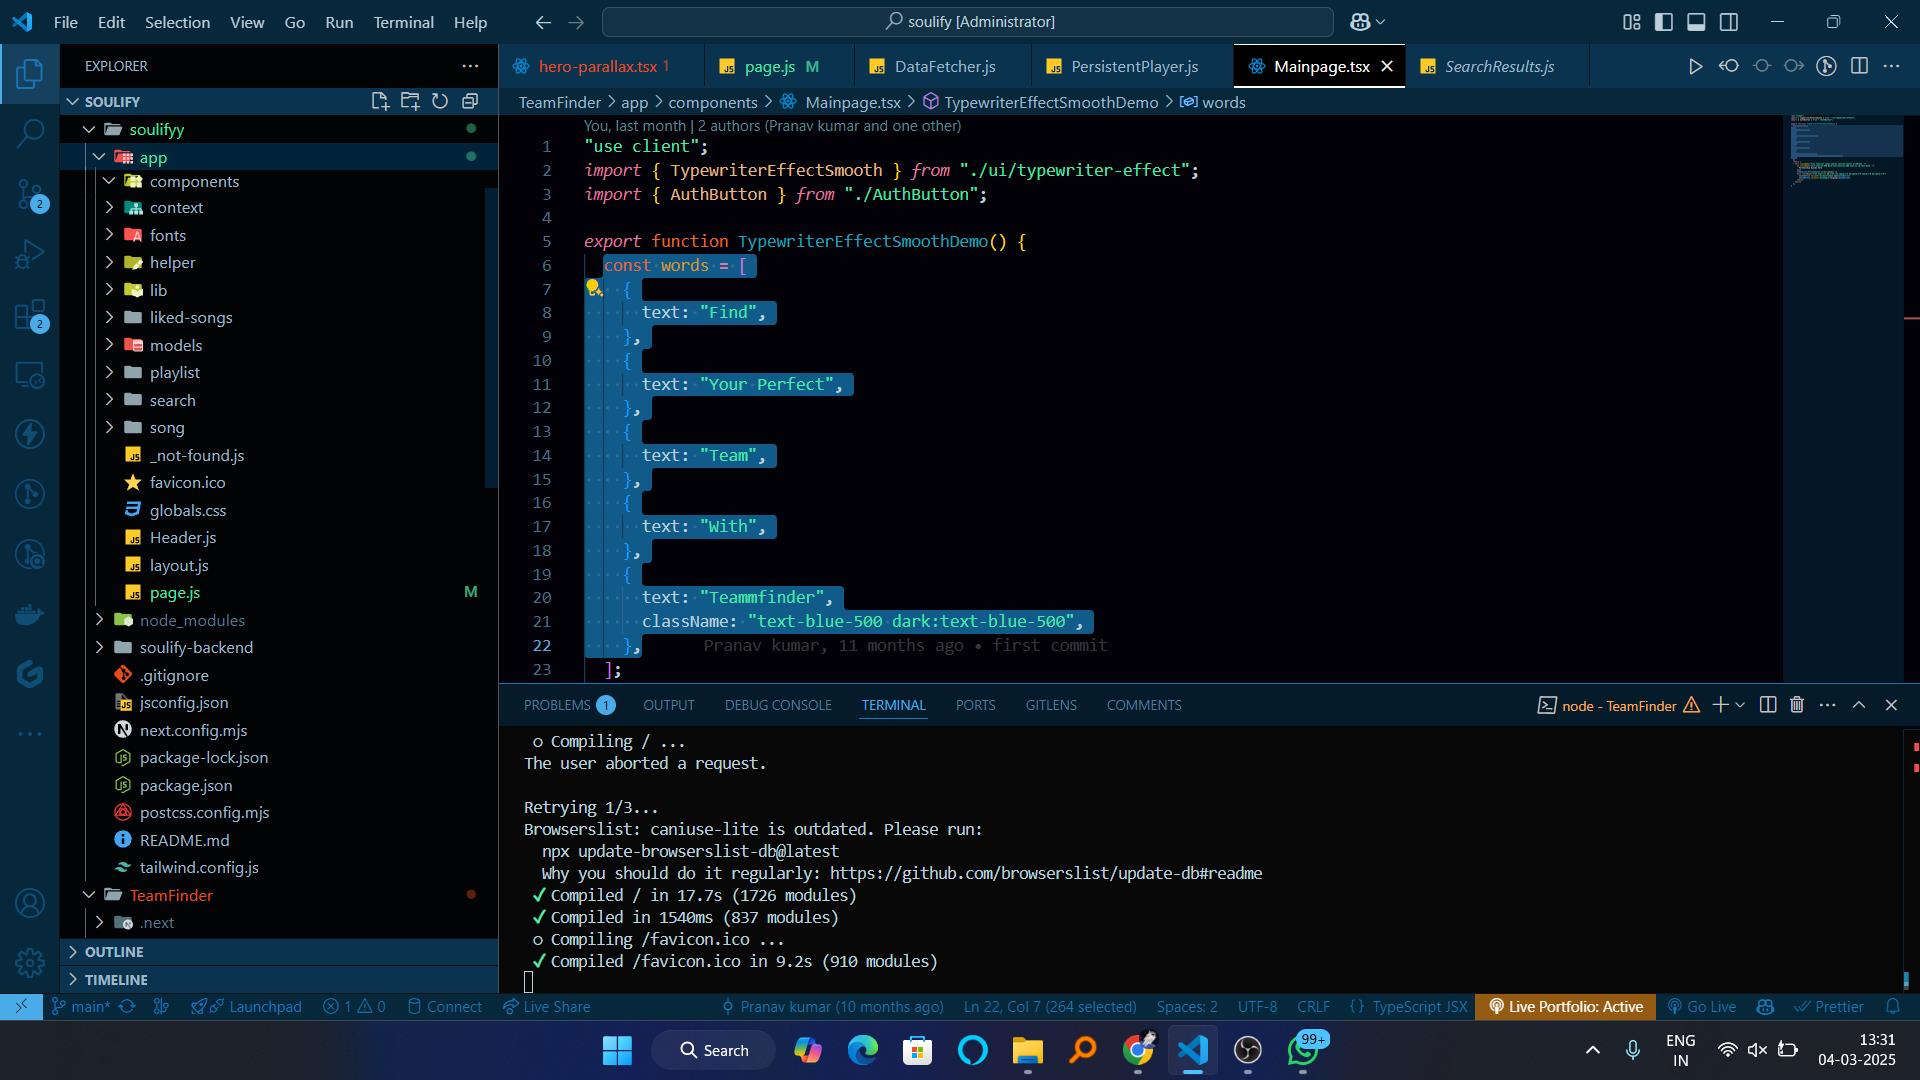 File Edit Selection View Go Run Terminal Help
soulify [Administrator]
EXPLORER
hero-parallax.tsx 1
page.js M
DataFetcher.js
PersistentPlayer.js
Mainpage.tsx
SearchResults.js
SOULIFY
TeamFinder > app > components > Mainpage.tsx > TypewriterEffectSmoothDemo > words
soulifyy
app
components
context
fonts
helper
lib
liked-songs
models
playlist
search
song
_not-found.js
favicon.ico
globals.css
Header.js
layout.js
page.js M
node_modules
soulify-backend
.gitignore
jsconfig.json
next.config.mjs
package-lock.json
package.json
postcss.config.mjs
README.md
tailwind.config.js
TeamFinder
.next
OUTLINE
TIMELINE
2
2
You, last month | 2 authors (Pranav kumar and one other)
1 "use client";
2 import { TypewriterEffectSmooth } from "./ui/typewriter-effect";
3 import { AuthButton } from "./AuthButton";
4
5 export function TypewriterEffectSmoothDemo() {
6 const words = [
7 {
8 text: "Find",
9 },
10 {
11 text: "Your Perfect",
12 },
13 {
14 text: "Team",
15 },
16 {
17 text: "With",
18 },
19 {
20 text: "Teammfinder",
21 className: "text-blue-500 dark:text-blue-500",
22 }, Pranav kumar, 11 months ago • first commit
23 ];
PROBLEMS 1 OUTPUT DEBUG CONSOLE TERMINAL PORTS GITLENS COMMENTS
node - TeamFinder
○ Compiling / ...
The user aborted a request.
Retrying 1/3...
Browserslist: caniuse-lite is outdated. Please run:
npx update-browserslist-db@latest
Why you should do it regularly: https://github.com/browserslist/update-db#readme
✓ Compiled / in 17.7s (1726 modules)
✓ Compiled in 1540ms (837 modules)
○ Compiling /favicon.ico ...
✓ Compiled /favicon.ico in 9.2s (910 modules)
main* Launchpad 1 0 Connect Live Share Pranav kumar (10 months ago) Ln 22, Col 7 (264 selected) Spaces: 2 UTF-8 CRLF {} TypeScript JSX Live Portfolio: Active Go Live Prettier
Search
99+
ENG
IN
13:31
04-03-2025